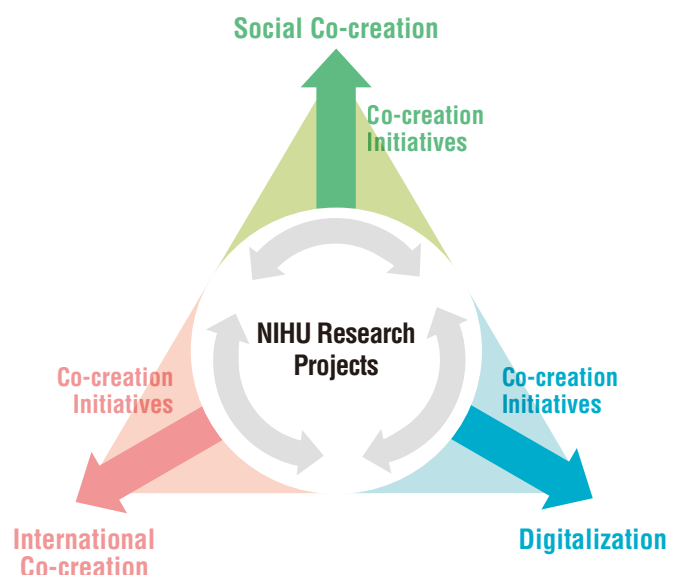 Social Co-creation
Co-creation
Initiatives
NIHU Research
Projects
Co-creation
Initiatives
Co-creation
Initiatives
International
Co-creation
Digitalization